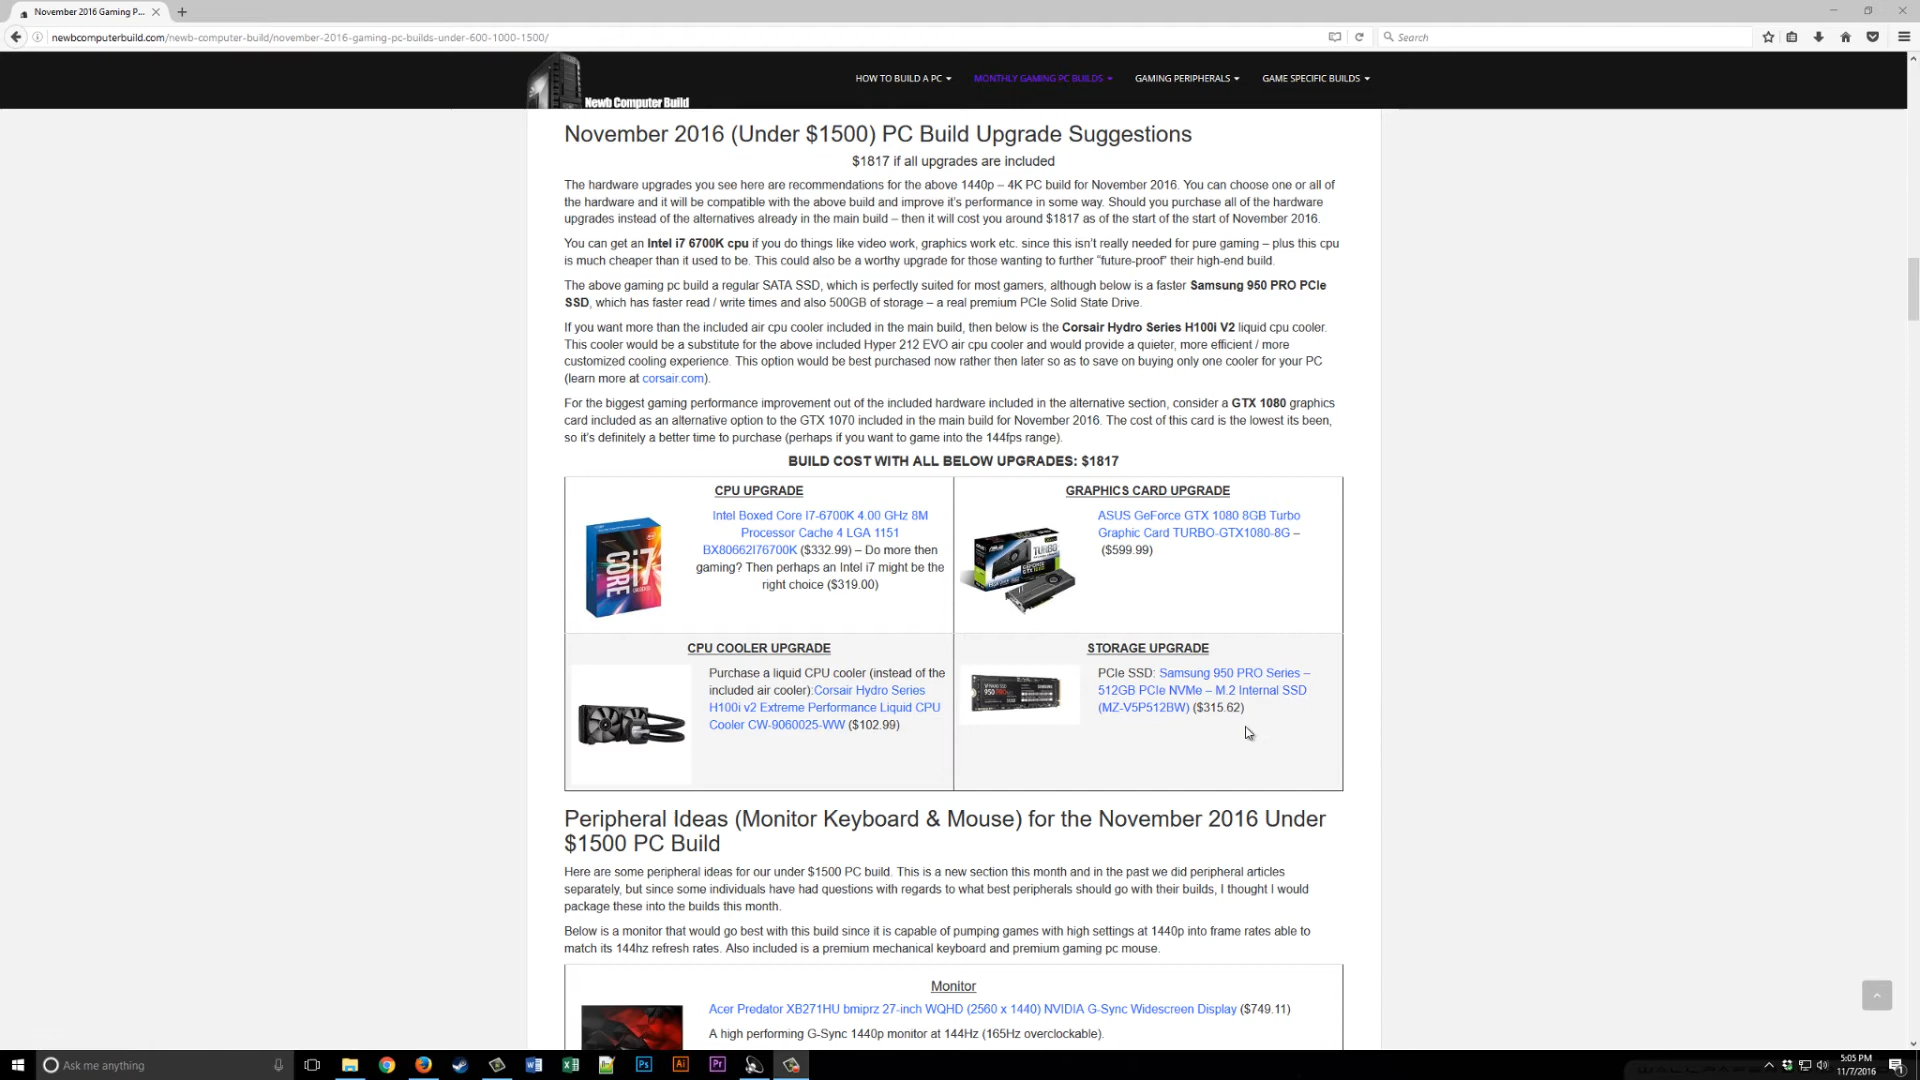 November 2016 Gaming P...
newbcomputerbuild.com/newb-computer-build/november-2016-gaming-pc-builds-under-600-1000-1500/
Search
Newb Computer Build
HOW TO BUILD A PC
MONTHLY GAMING PC BUILDS
GAMING PERIPHERALS
GAME SPECIFIC BUILDS
November 2016 (Under $1500) PC Build Upgrade Suggestions
$1817 if all upgrades are included
The hardware upgrades you see here are recommendations for the above 1440p – 4K PC build for November 2016. You can choose one or all of
the hardware and it will be compatible with the above build and improve it's performance in some way. Should you purchase all of the hardware
upgrades instead of the alternatives already in the main build – then it will cost you around $1817 as of the start of the start of November 2016.
You can get an Intel i7 6700K cpu if you do things like video work, graphics work etc. since this isn't really needed for pure gaming – plus this cpu
is much cheaper than it used to be. This could also be a worthy upgrade for those wanting to further "future-proof" their high-end build.
The above gaming pc build a regular SATA SSD, which is perfectly suited for most gamers, although below is a faster Samsung 950 PRO PCIe
SSD, which has faster read / write times and also 500GB of storage – a real premium PCIe Solid State Drive.
If you want more than the included air cpu cooler included in the main build, then below is the Corsair Hydro Series H100i V2 liquid cpu cooler.
This cooler would be a substitute for the above included Hyper 212 EVO air cpu cooler and would provide a quieter, more efficient / more
customized cooling experience. This option would be best purchased now rather then later so as to save on buying only one cooler for your PC
(learn more at corsair.com).
For the biggest gaming performance improvement out of the included hardware included in the alternative section, consider a GTX 1080 graphics
card included as an alternative option to the GTX 1070 included in the main build for November 2016. The cost of this card is the lowest its been,
so it's definitely a better time to purchase (perhaps if you want to game into the 144fps range).
BUILD COST WITH ALL BELOW UPGRADES: $1817
CPU UPGRADE
Intel Boxed Core I7-6700K 4.00 GHz 8M
Processor Cache 4 LGA 1151
BX80662I76700K ($332.99) – Do more then
gaming? Then perhaps an Intel i7 might be the
right choice ($319.00)
CORE i7
GRAPHICS CARD UPGRADE
ASUS GeForce GTX 1080 8GB Turbo
Graphic Card TURBO-GTX1080-8G –
($599.99)
TURBO
CPU COOLER UPGRADE
Purchase a liquid CPU cooler (instead of the
included air cooler):Corsair Hydro Series
H100i v2 Extreme Performance Liquid CPU
Cooler CW-9060025-WW ($102.99)
STORAGE UPGRADE
PCIe SSD: Samsung 950 PRO Series –
512GB PCIe NVMe – M.2 Internal SSD
(MZ-V5P512BW) ($315.62)
Peripheral Ideas (Monitor Keyboard & Mouse) for the November 2016 Under
$1500 PC Build
Here are some peripheral ideas for our under $1500 PC build. This is a new section this month and in the past we did peripheral articles
separately, but since some individuals have had questions with regards to what best peripherals should go with their builds, I thought I would
package these into the builds this month.
Below is a monitor that would go best with this build since it is capable of pumping games with high settings at 1440p into frame rates able to
match its 144hz refresh rates. Also included is a premium mechanical keyboard and premium gaming pc mouse.
Monitor
Acer Predator XB271HU bmiprz 27-inch WQHD (2560 x 1440) NVIDIA G-Sync Widescreen Display ($749.11)
A high performing G-Sync 1440p monitor at 144Hz (165Hz overclockable).
Ask me anything
Ps
Ai
Pr
5:05 PM
11/7/2016